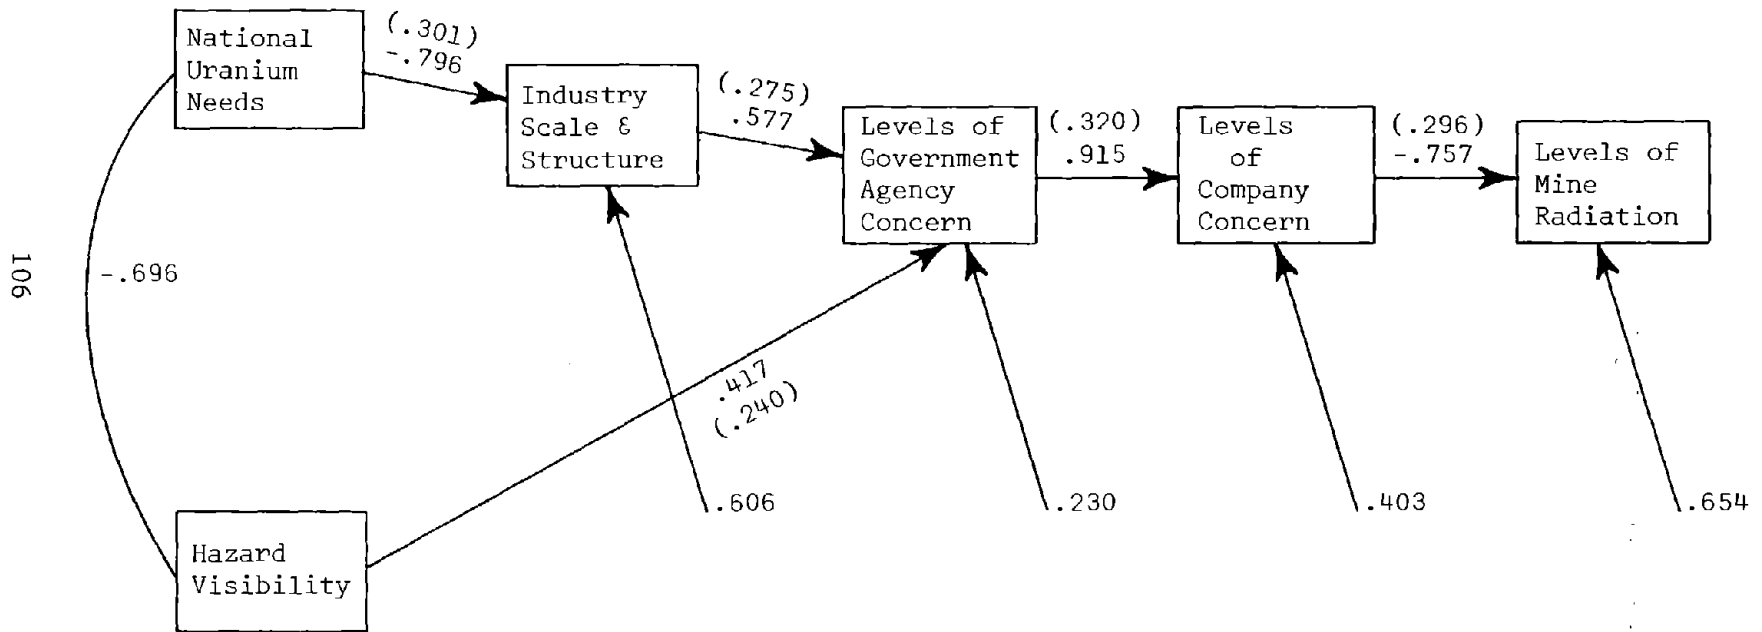 National
Uranium
Needs
(.301)
-.796
Industry
Scale &
Structure
(.275)
.577
Levels of
Government
Agency
Concern
(.320)
.915
Levels
of
Company
Concern
(.296)
-.757
Levels of
Mine
Radiation
-.696
106
.417
(.240)
.606
.230
.403
.654
Hazard
Visibility